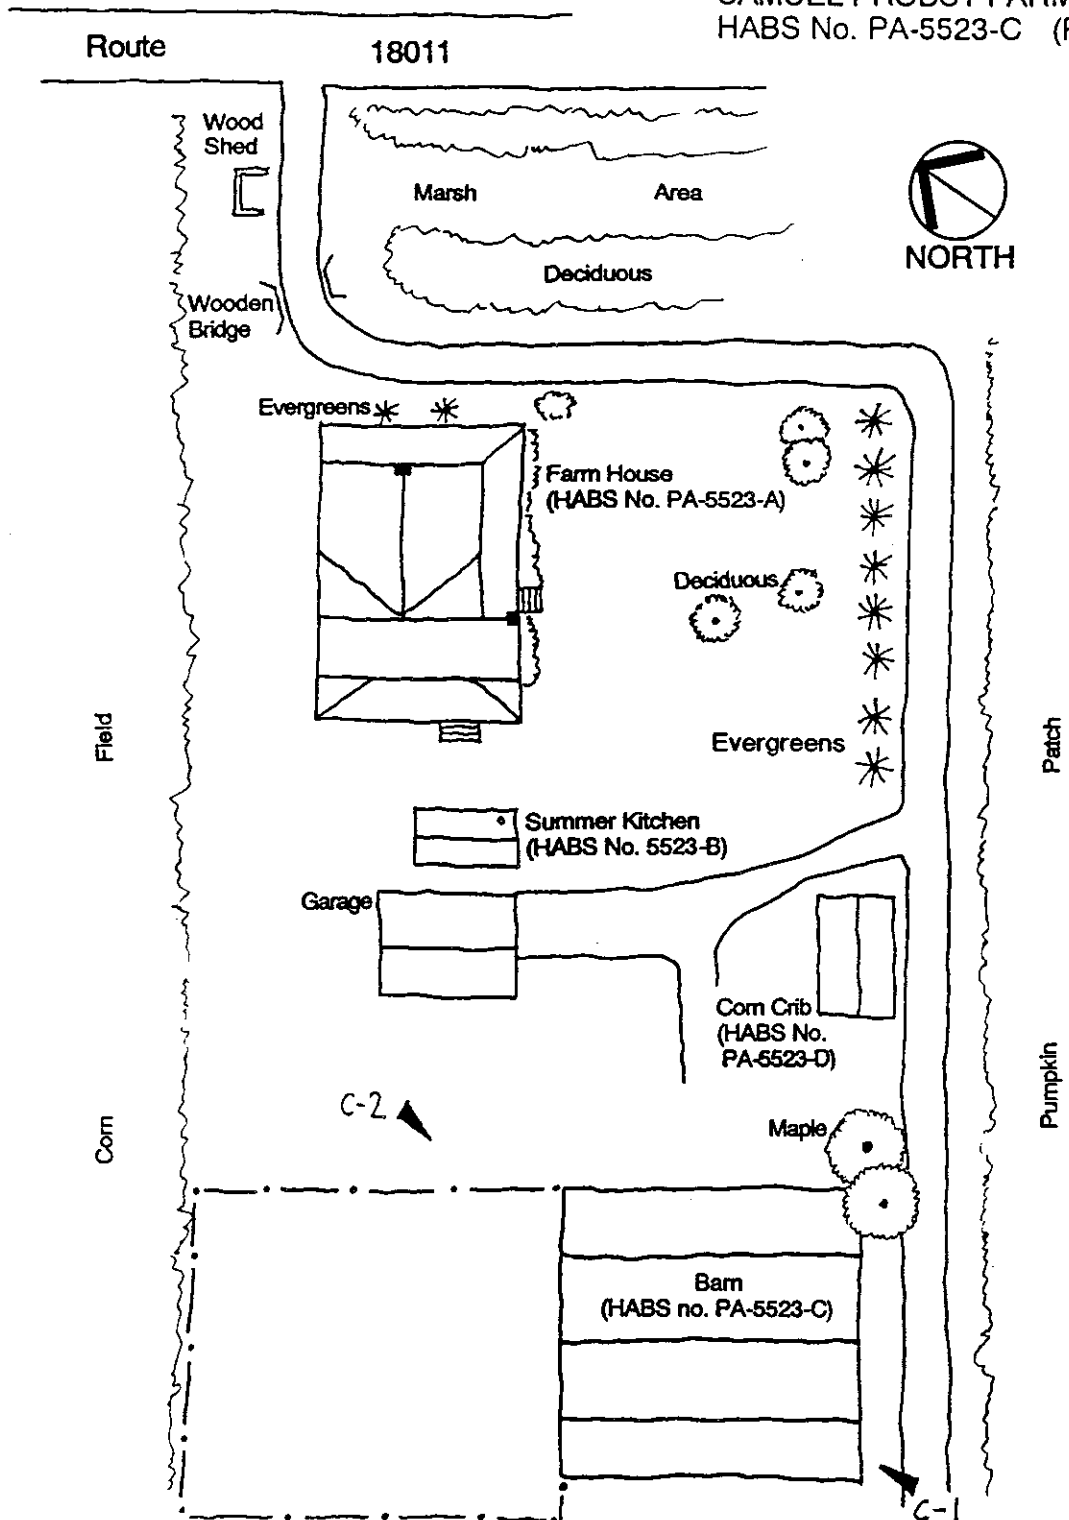 HABS No. PA-5523-C
Route 18011
Wood
Shed
Marsh Area
NORTH
Deciduous
Wooden
Bridge
Evergreens
Farm House
(HABS No. PA-5523-A)
Deciduous
Field
Evergreens
Patch
Summer Kitchen
(HABS No. 5523-B)
Garage
Corn Crib
(HABS No.
PA-5523-D)
Pumpkin
C-2
Maple
Corn
Barn
(HABS no. PA-5523-C)
C-1